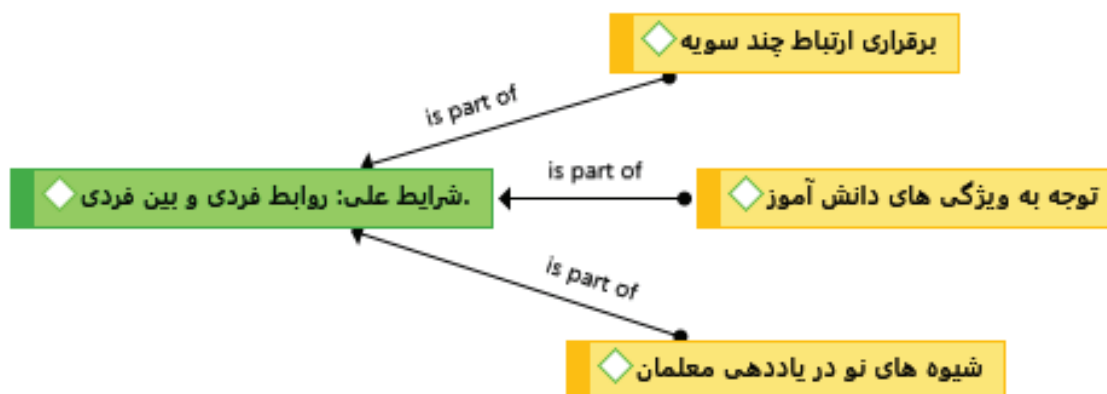 برقراری ارتباط چند سویه
is part of
is part of
توجه به ویژگی های دانش آموز
شرایط علی: روابط فردی و بین فردی.
is part of
شیوه های نو در یاددهی معلمان